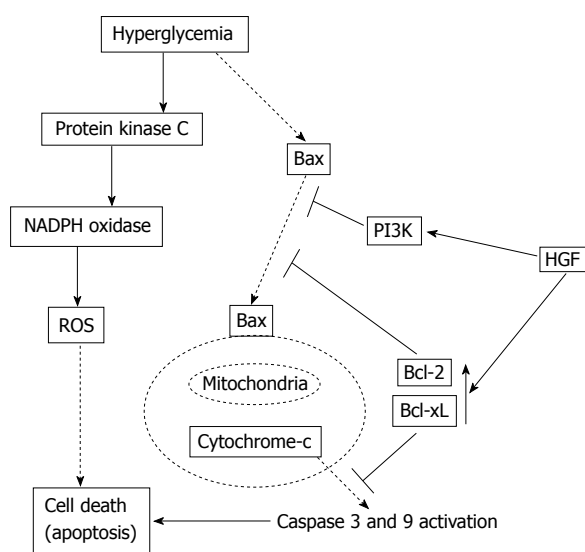 Hyperglycemia
Protein kinase C
Bax
NADPH oxidase
PI3K
HGF
ROS
Bax
Bcl-2
Mitochondria
Bcl-xL
Cytochrome-c
Cell death
(apoptosis)
Caspase 3 and 9 activation